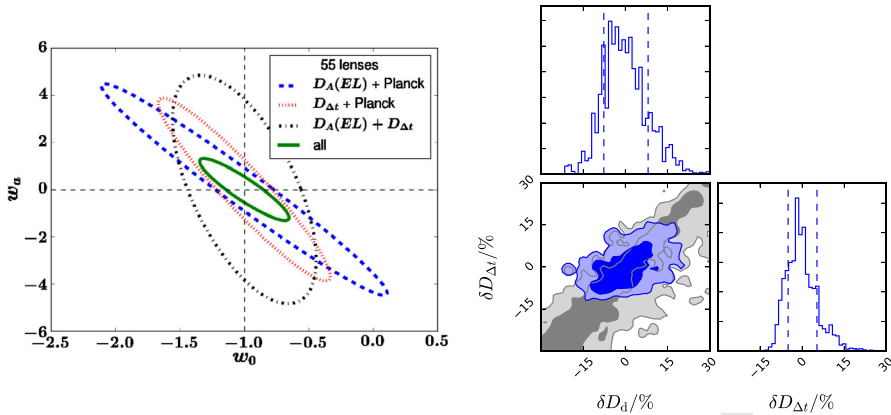 55 lenses
D_A(EL) + Planck
D_Δt + Planck
D_A(EL) + D_Δt
all
w_a
6
4
2
0
−2
−4
−6
−2.5 −2.0 −1.5 −1.0 −0.5 0.0 0.5
w_0
δD_Δt/%
30
15
0
−15
−15 0 15 30
δD_d/%
−15 0 15 30
δD_Δt/%